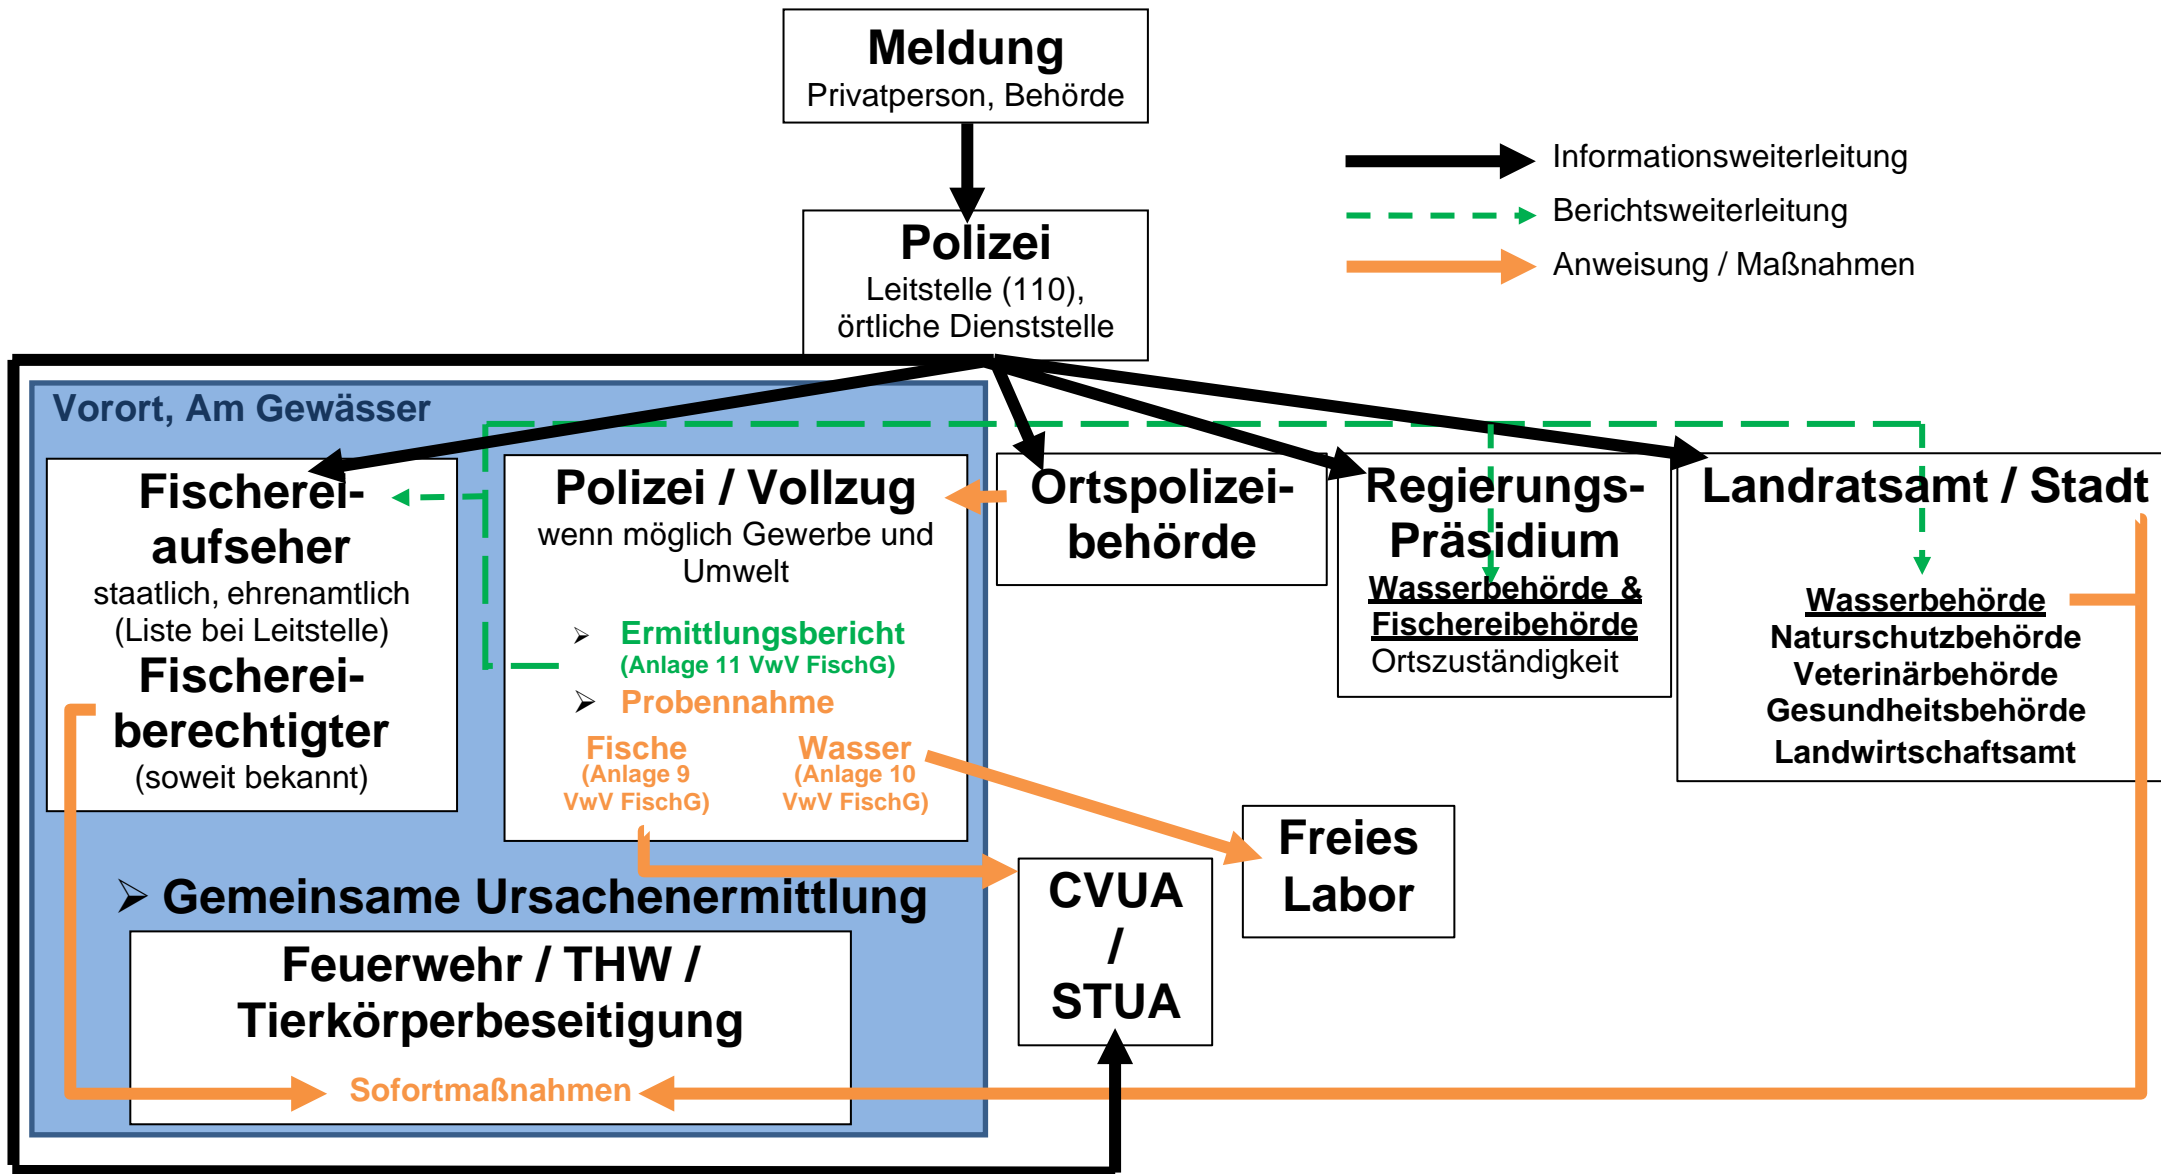 Meldung
Privatperson, Behörde
Informationsweiterleitung
Berichtsweiterleitung
Anweisung / Maßnahmen
Polizei
Leitstelle (110),
örtliche Dienststelle
Vorort, Am Gewässer
Fischerei-
aufseher
staatlich, ehrenamtlich
(Liste bei Leitstelle)
Fischerei-
berechtigter
(soweit bekannt)
Polizei / Vollzug
wenn möglich Gewerbe und
Umwelt
➢ Ermittlungsbericht
(Anlage 11 VwV FischG)
➢ Probennahme
Fische
(Anlage 9
VwV FischG)
Wasser
(Anlage 10
VwV FischG)
Ortspolizei-
behörde
Regierungs-
Präsidium
Wasserbehörde &
Fischereibehörde
Ortszuständigkeit
Landratsamt / Stadt
Wasserbehörde
Naturschutzbehörde
Veterinärbehörde
Gesundheitsbehörde
Landwirtschaftsamt
Freies
Labor
CVUA
/
STUA
➢ Gemeinsame Ursachenermittlung
Feuerwehr / THW /
Tierkörperbeseitigung
Sofortmaßnahmen